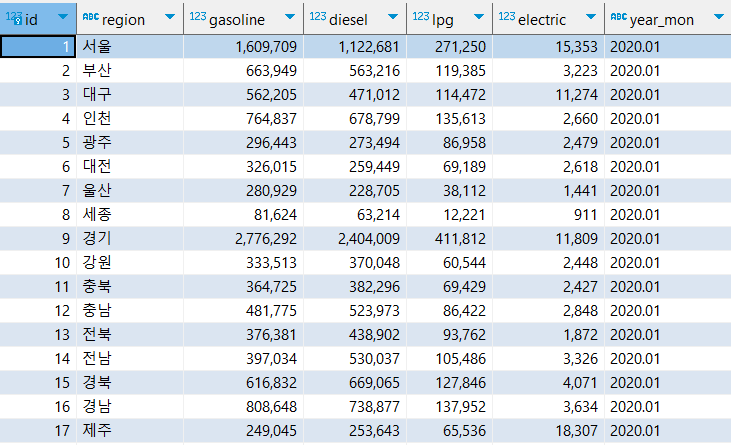 123 id ABC region 123 gasoline 123 diesel 123 lpg 123 electric ABC year_mon
1 서울 1,609,709 1,122,681 271,250 15,353 2020.01
2 부산 663,949 563,216 119,385 3,223 2020.01
3 대구 562,205 471,012 114,472 11,274 2020.01
4 인천 764,837 678,799 135,613 2,660 2020.01
5 광주 296,443 273,494 86,958 2,479 2020.01
6 대전 326,015 259,449 69,189 2,618 2020.01
7 울산 280,929 228,705 38,112 1,441 2020.01
8 세종 81,624 63,214 12,221 911 2020.01
9 경기 2,776,292 2,404,009 411,812 11,809 2020.01
10 강원 333,513 370,048 60,544 2,448 2020.01
11 충북 364,725 382,296 69,429 2,427 2020.01
12 충남 481,775 523,973 86,422 2,848 2020.01
13 전북 376,381 438,902 93,762 1,872 2020.01
14 전남 397,034 530,037 105,486 3,326 2020.01
15 경북 616,832 669,065 127,846 4,071 2020.01
16 경남 808,648 738,877 137,952 3,634 2020.01
17 제주 249,045 253,643 65,536 18,307 2020.01